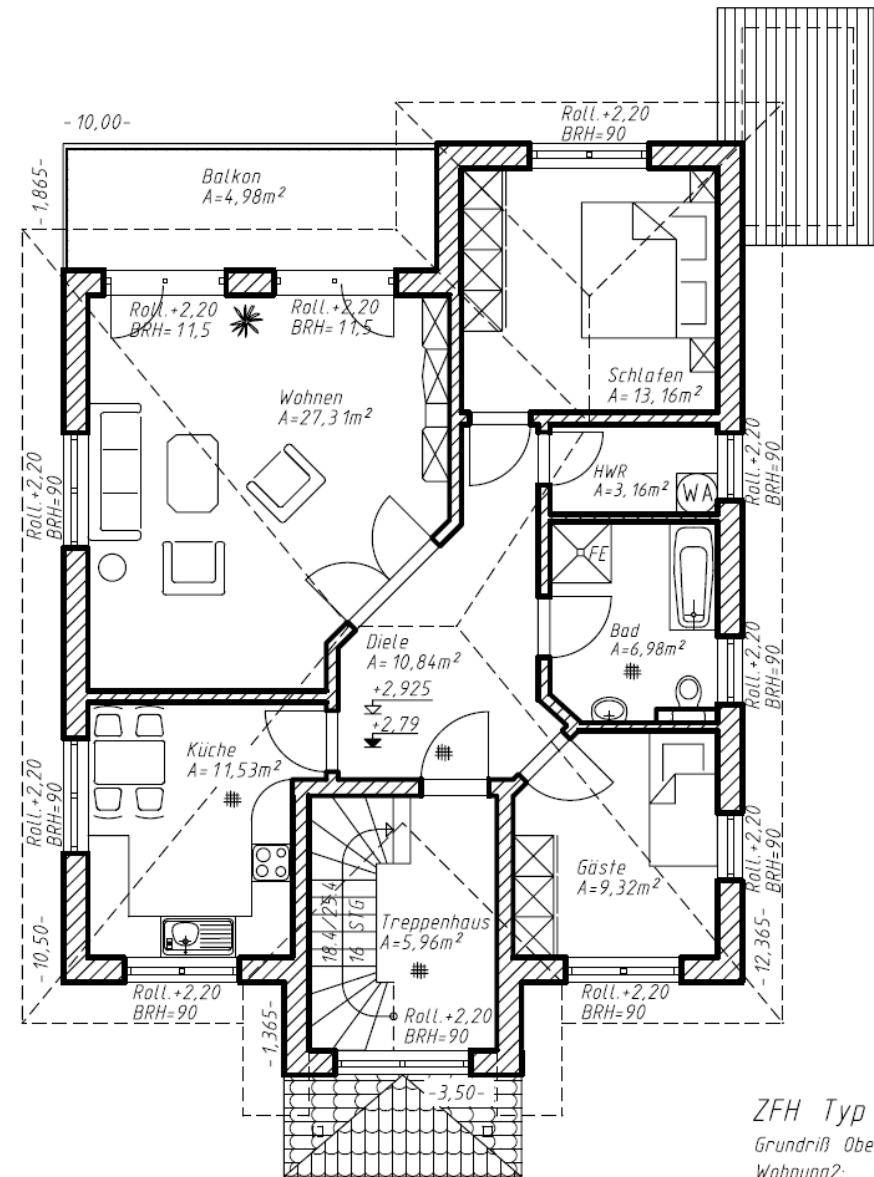 - 10,00-
Roll.+2,20
BRH=90
- 1,865-
Balkon
A=4,98m²
Roll.+2,20
BRH= 11,5
Roll.+2,20
BRH= 11,5
Wohnen
A=27,31m²
Schlafen
A= 13,16m²
Roll.+2,20
BRH=90
HWR
A=3,16m²
WA
Roll.+2,20
BRH=90
FE
Bad
A=6,98m²
Roll.+2,20
BRH=90
Diele
A= 10,84m²
+2,925
+2,79
Küche
A= 11,53m²
Roll.+2,20
BRH=90
Roll.+2,20
BRH=90
Gäste
A=9,32m²
18.4/25.4
16 STG
Treppenhaus
A=5,96m²
- 10,50-
- 12,365-
Roll.+2,20
BRH=90
Roll.+2,20
BRH=90
Roll.+2,20
BRH=90
- 1,365-
-3,50-
ZFH Typ
Grundriß Obe
Wohnung2: